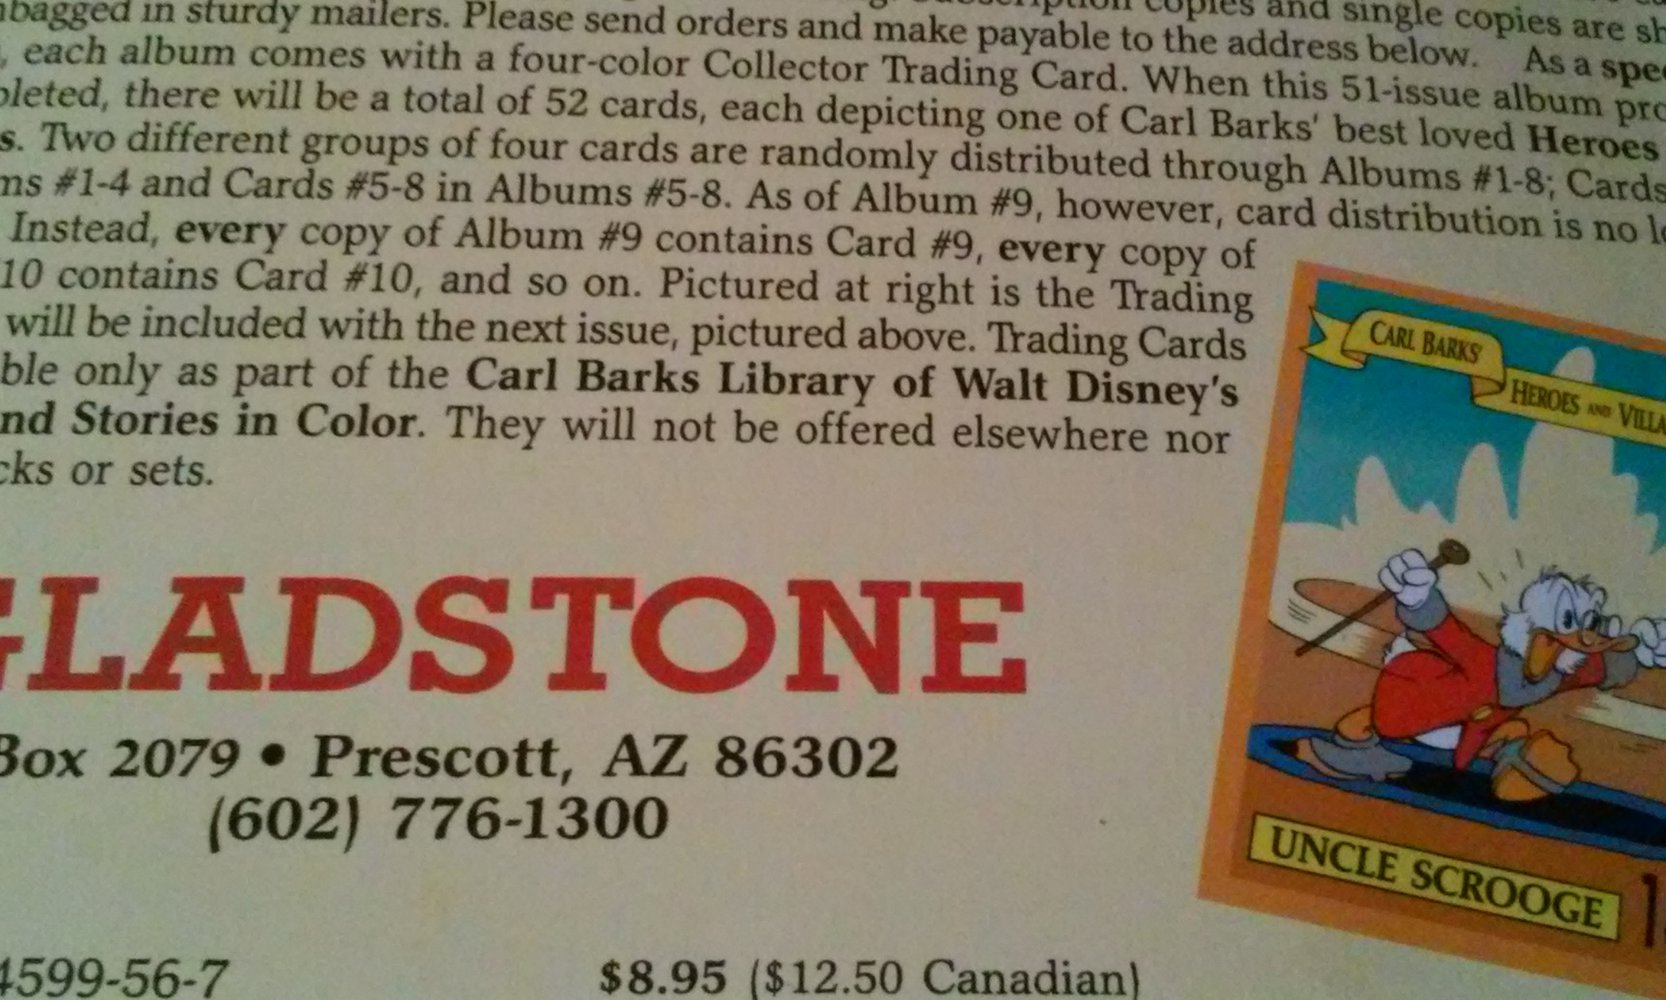 nbagged in sturdy mailers. Please send orders and make payable to the address below. As a spec
, each album comes with a four-color Collector Trading Card. When this 51-issue album pro
pleted, there will be a total of 52 cards, each depicting one of Carl Barks' best loved Heroes
s. Two different groups of four cards are randomly distributed through Albums #1-8; Cards
ms #1-4 and Cards #5-8 in Albums #5-8. As of Album #9, however, card distribution is no lo
Instead, every copy of Album #9 contains Card #9, every copy of
10 contains Card #10, and so on. Pictured at right is the Trading
will be included with the next issue, pictured above. Trading Cards
ble only as part of the Carl Barks Library of Walt Disney's
nd Stories in Color. They will not be offered elsewhere nor
cks or sets.
CARL BARKS'
HEROES AND VILLA
GLADSTONE
Box 2079 • Prescott, AZ 86302
(602) 776-1300
UNCLE SCROOGE
4599-56-7
$8.95 ($12.50 Canadian)